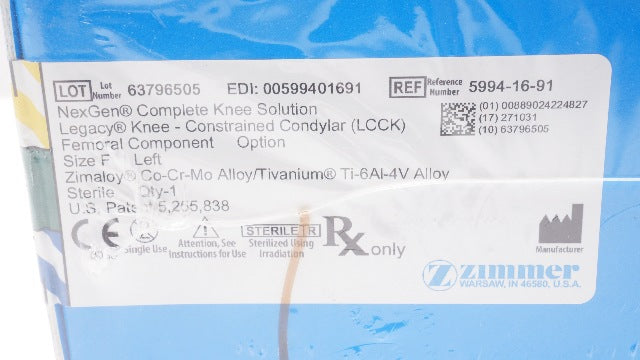 LOT Lot Number 63796505 EDI: 00599401691 REF Reference Number 5994-16-91
NexGen® Complete Knee Solution
Legacy® Knee - Constrained Condylar (LCCK)
Femoral Component Option
Size F Left
Zimaloy® Co-Cr-Mo Alloy/Tivanium® Ti-6Al-4V Alloy
Sterile Qty-1
U.S. Patent 5,255,838
(01) 00889024224827
(17) 271031
(10) 63796505
CE
2
Single Use
Attention, See
Instructions for Use
STERILE R
Sterilized Using
Irradiation
Rx only
Manufacturer
Z zimmer
WARSAW, IN 46580, U.S.A.